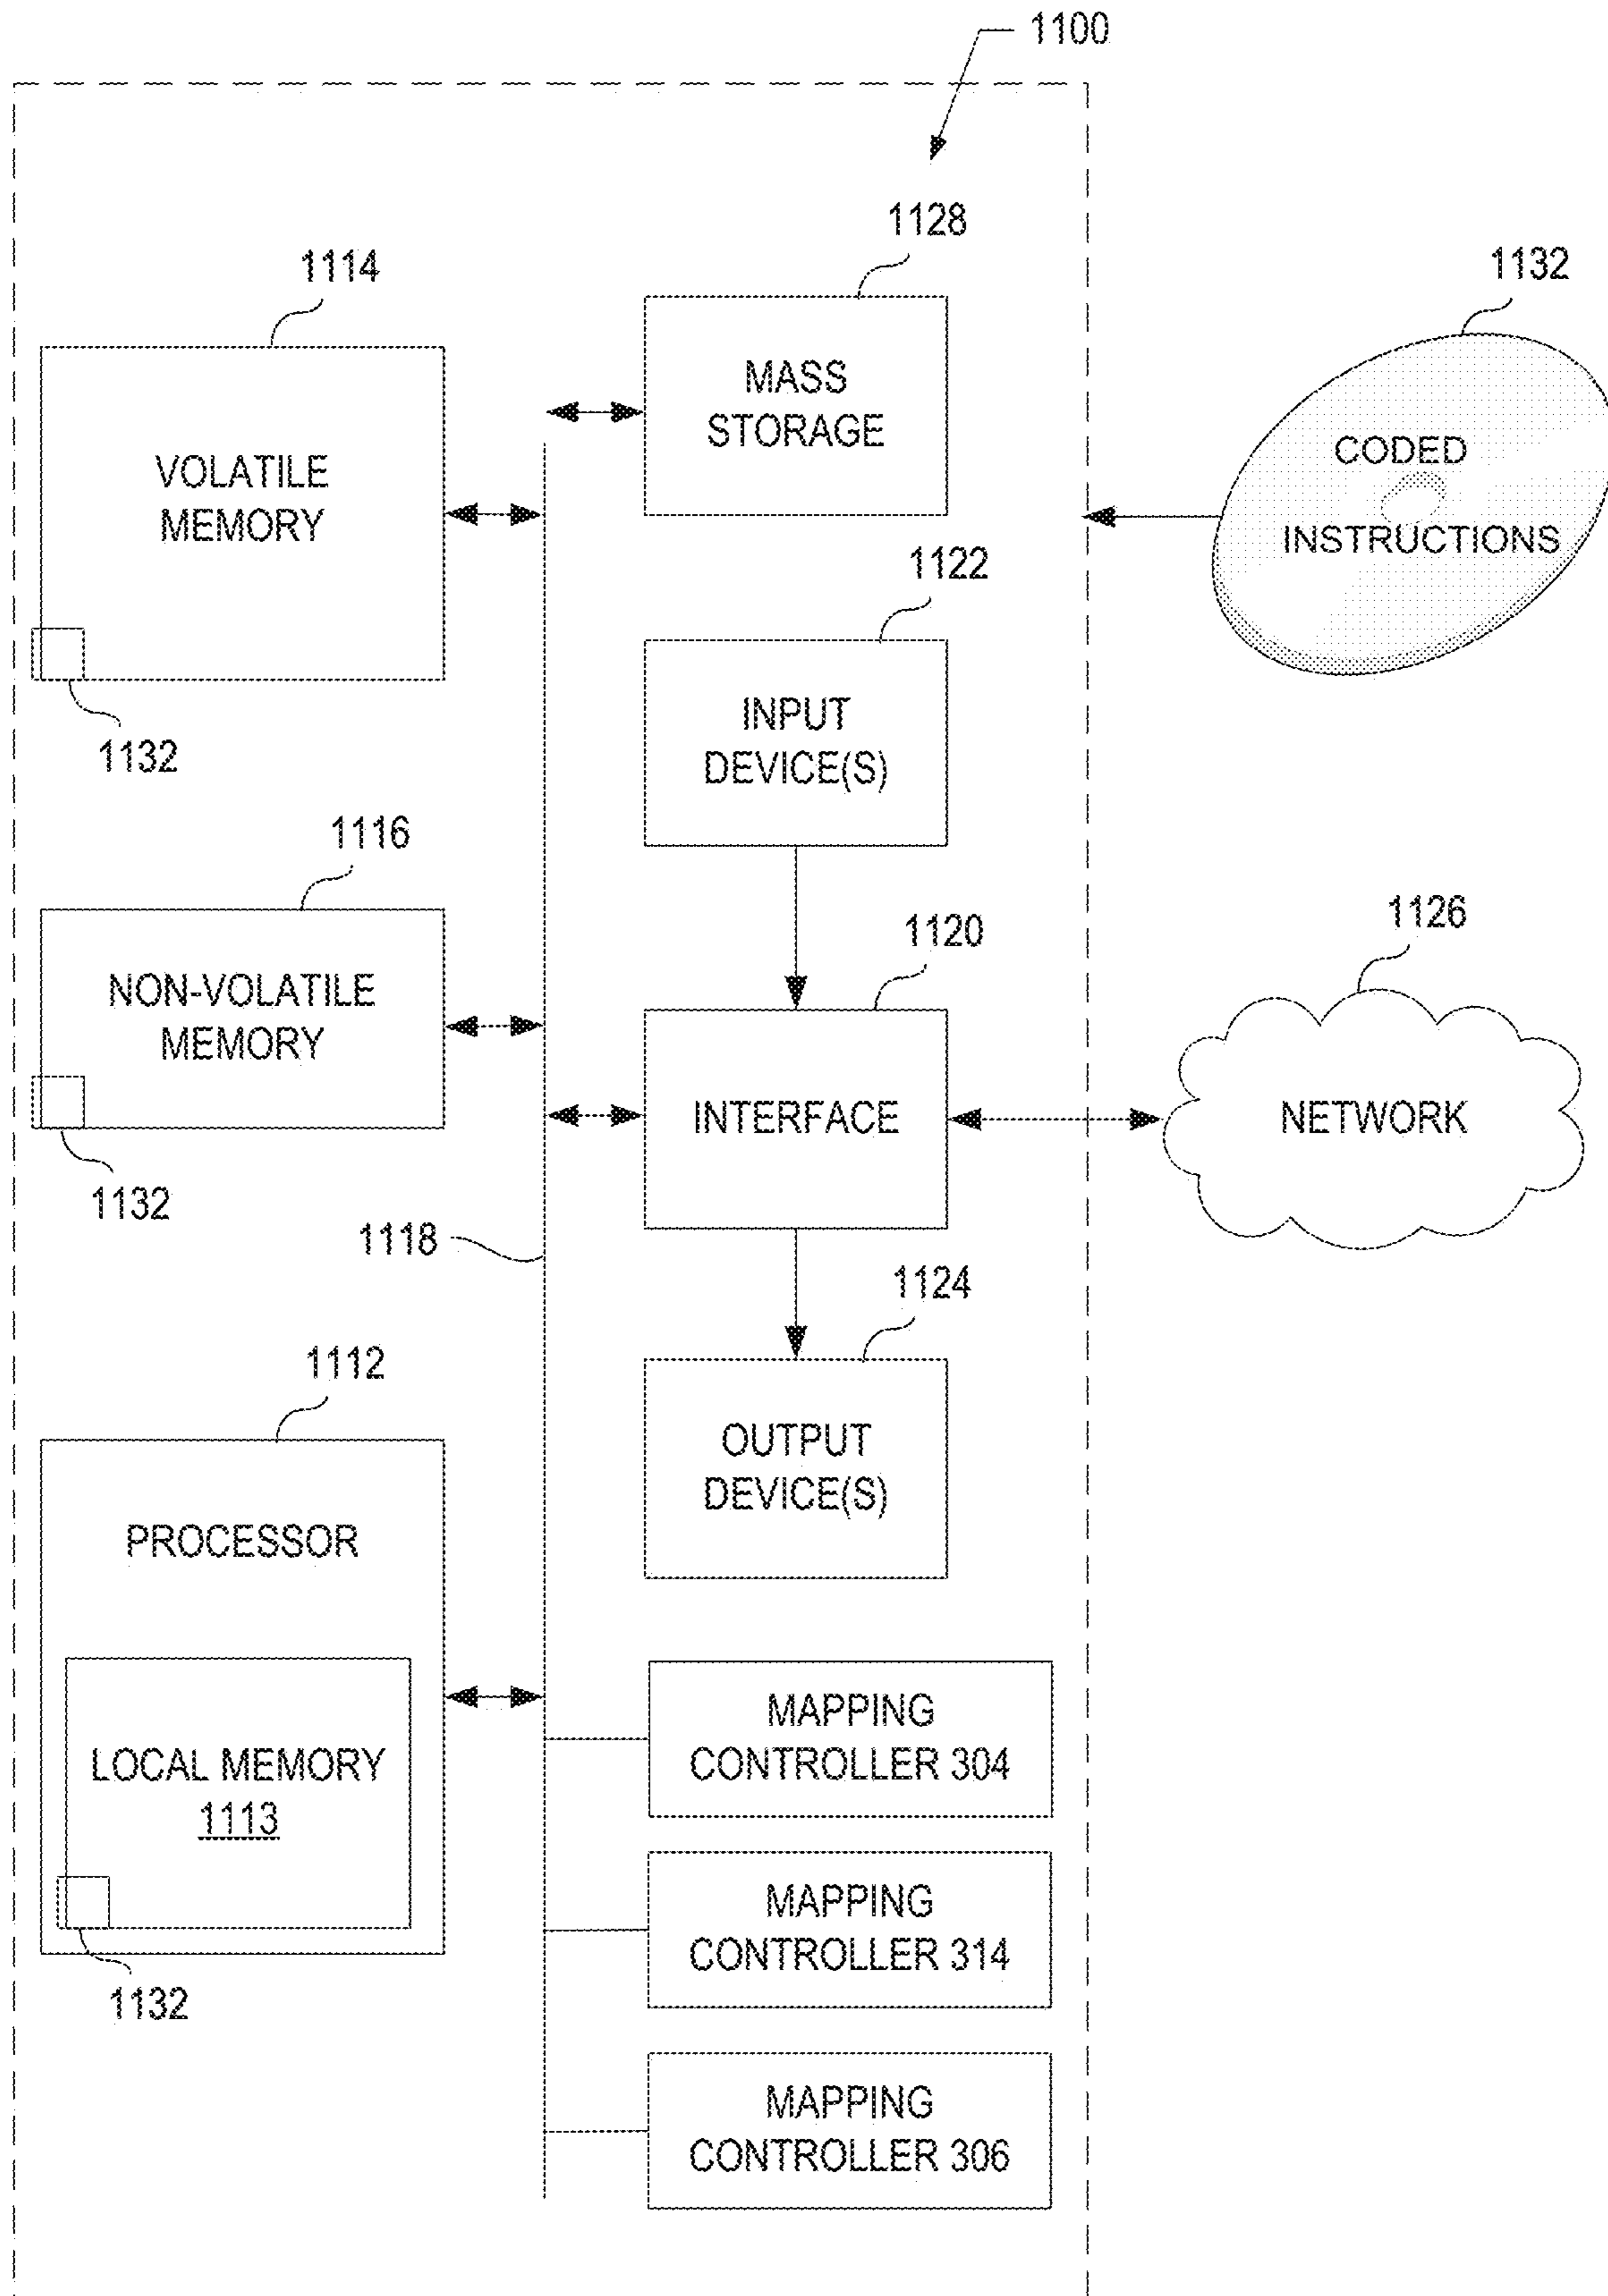 1100
1128
1114
1132
MASS
STORAGE
VOLATILE
MEMORY
CODED
INSTRUCTIONS
1122
1132
INPUT
DEVICE(S)
1116
1126
1120
NON-VOLATILE
MEMORY
INTERFACE
NETWORK
1132
1118
1124
1112
OUTPUT
DEVICE(S)
PROCESSOR
MAPPING
CONTROLLER 304
LOCAL MEMORY
1113
MAPPING
CONTROLLER 314
1132
MAPPING
CONTROLLER 306